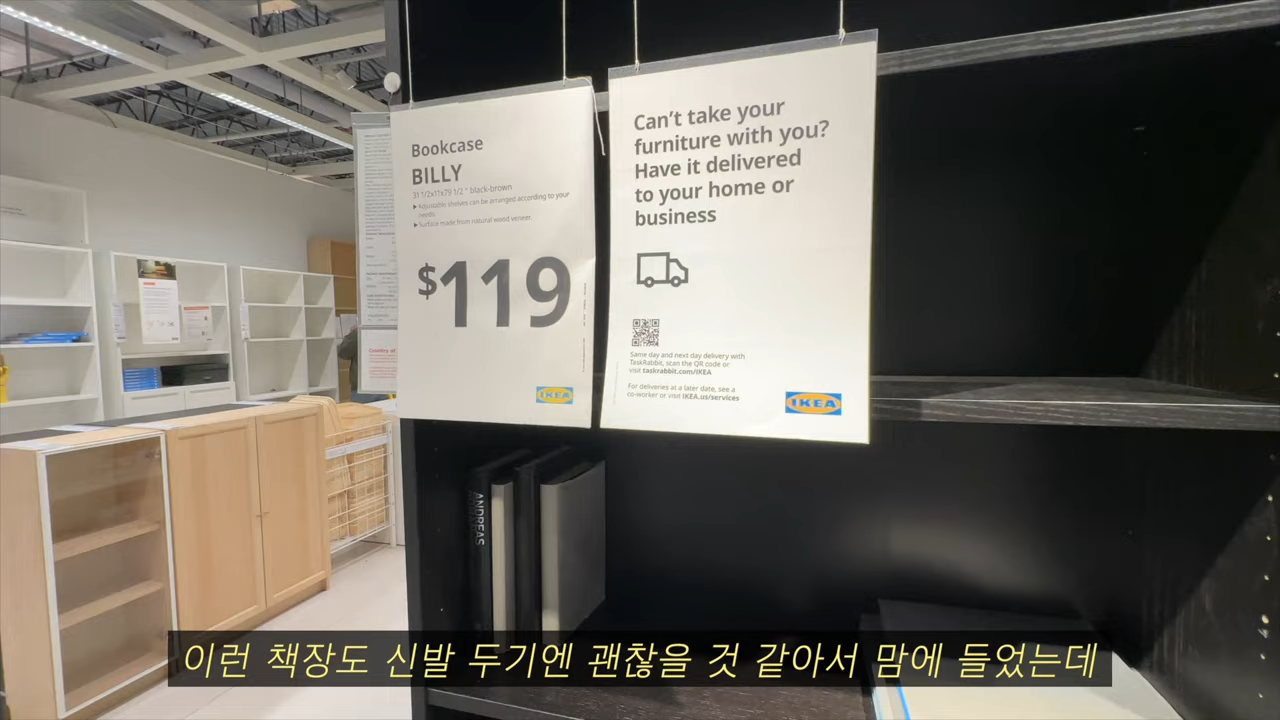 Bookcase
BILLY
31 1/2x11x79 1/2 " black-brown
▶ Adjustable shelves can be arranged according to your
needs.
▶ Surface made from natural wood veneer.
$119
IKEA
Can't take your
furniture with you?
Have it delivered
to your home or
business
Same day and next day delivery with
TaskRabbit, scan the QR code or
visit taskrabbit.com/IKEA
For deliveries at a later date, see a
co-worker or visit IKEA.us/services
IKEA
Country of
ANDREAS
이런 책장도 신발 두기엔 괜찮을 것 같아서 맘에 들었는데